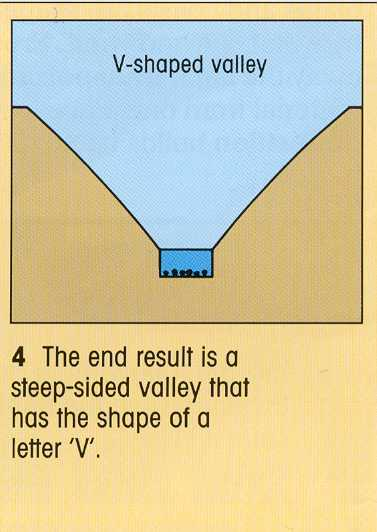 V-shaped valley
4 The end result is a
steep-sided valley that
has the shape of a
letter 'V'.